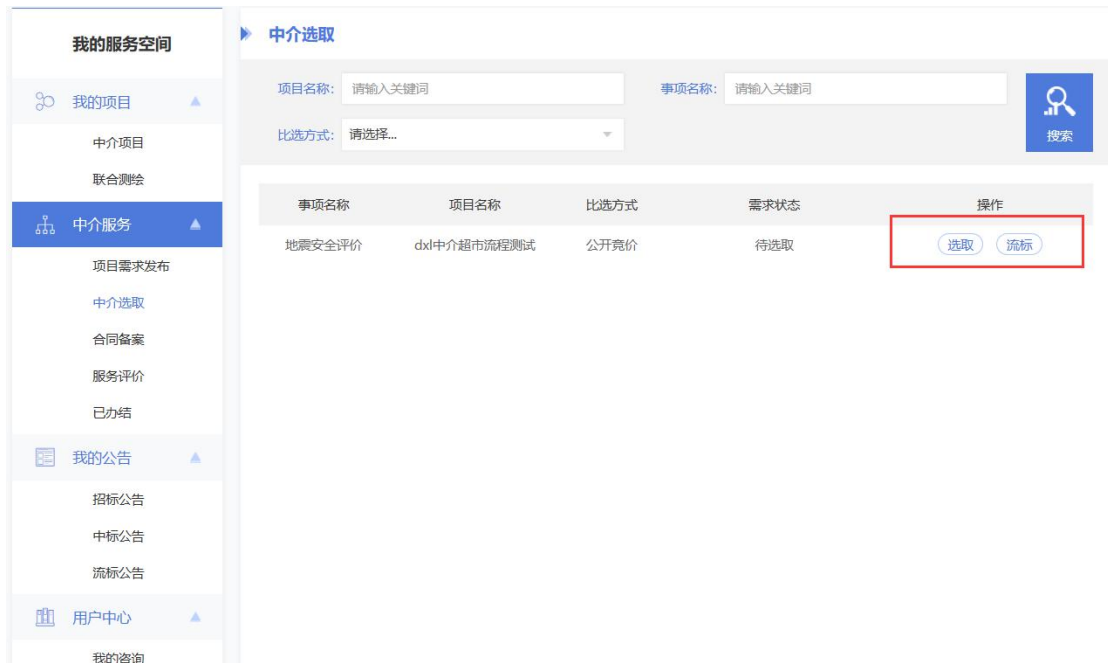 我的服务空间
我的项目
中介项目
联合测绘
中介服务
项目需求发布
中介选取
合同备案
服务评价
已办结
我的公告
招标公告
中标公告
流标公告
用户中心
我的咨询
中介选取
项目名称: 请输入关键词 事项名称: 请输入关键词
比选方式: 请选择...
搜索
事项名称 项目名称 比选方式 需求状态 操作
地震安全评价 dxl中介超市流程测试 公开竞价 待选取 选取 流标